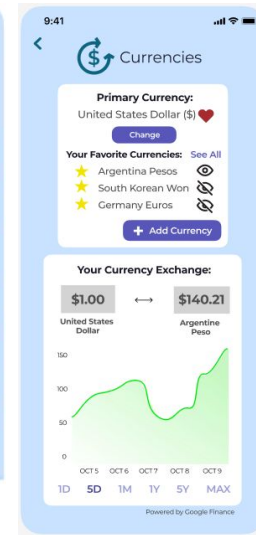 9:41
Currencies
Primary Currency:
United States Dollar ($)
Change
Your Favorite Currencies: See All
Argentina Pesos
South Korean Won
Germany Euros
+ Add Currency
Your Currency Exchange:
$1.00 ↔ $140.21
United States Dollar
Argentine Peso
150
100
50
0
OCT 5 OCT 6 OCT 7 OCT 8 OCT 9
1D 5D 1M 1Y 5Y MAX
Powered by Google Finance